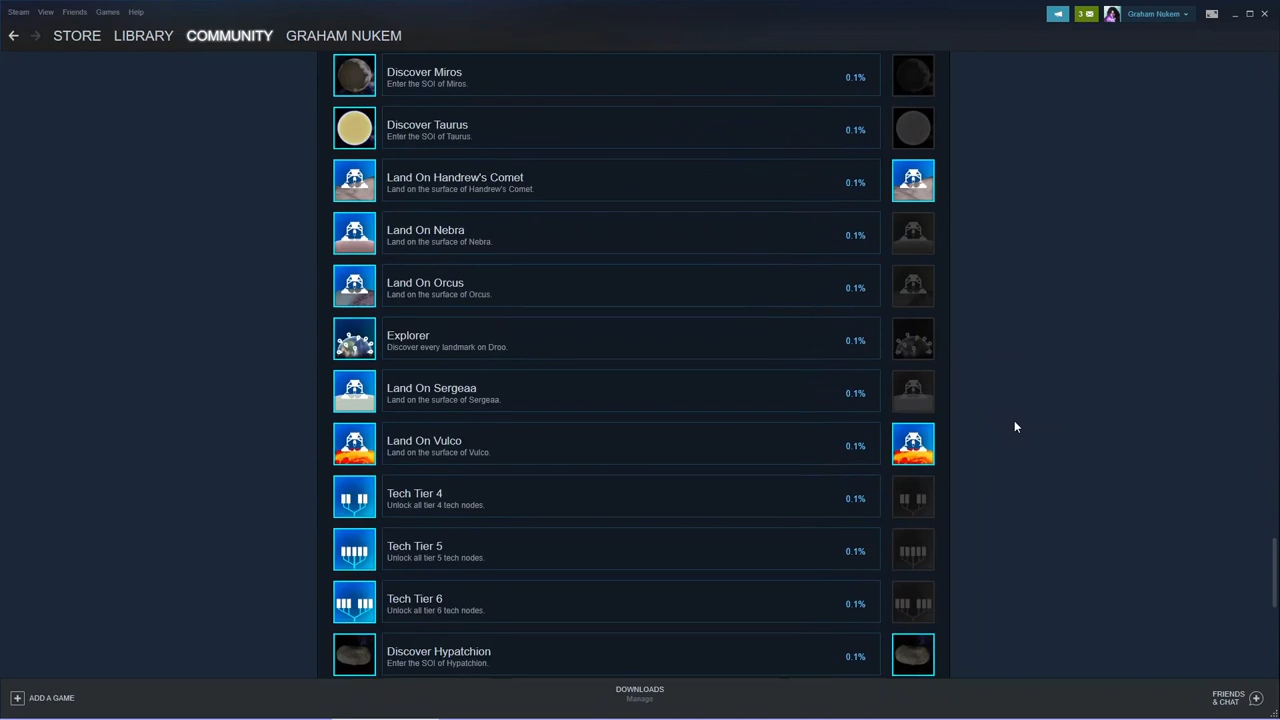 Steam View Friends Games Help
3 Graham Nukem
STORE LIBRARY COMMUNITY GRAHAM NUKEM
Discover Miros
Enter the SOI of Miros.
0.1%
Discover Taurus
Enter the SOI of Taurus.
0.1%
Land On Handrew's Comet
Land on the surface of Handrew's Comet.
0.1%
Land On Nebra
Land on the surface of Nebra.
0.1%
Land On Orcus
Land on the surface of Orcus.
0.1%
Explorer
Discover every landmark on Droo.
0.1%
Land On Sergeaa
Land on the surface of Sergeaa.
0.1%
Land On Vulco
Land on the surface of Vulco.
0.1%
Tech Tier 4
Unlock all tier 4 tech nodes.
0.1%
Tech Tier 5
Unlock all tier 5 tech nodes.
0.1%
Tech Tier 6
Unlock all tier 6 tech nodes.
0.1%
Discover Hypatchion
Enter the SOI of Hypatchion.
0.1%
ADD A GAME
DOWNLOADS
Manage
FRIENDS
& CHAT